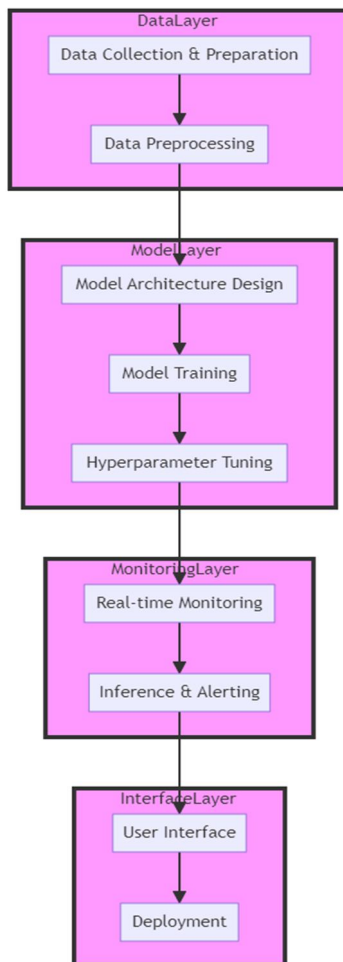 DataLayer
Data Collection & Preparation
Data Preprocessing
ModelLayer
Model Architecture Design
Model Training
Hyperparameter Tuning
MonitoringLayer
Real-time Monitoring
Inference & Alerting
InterfaceLayer
User Interface
Deployment